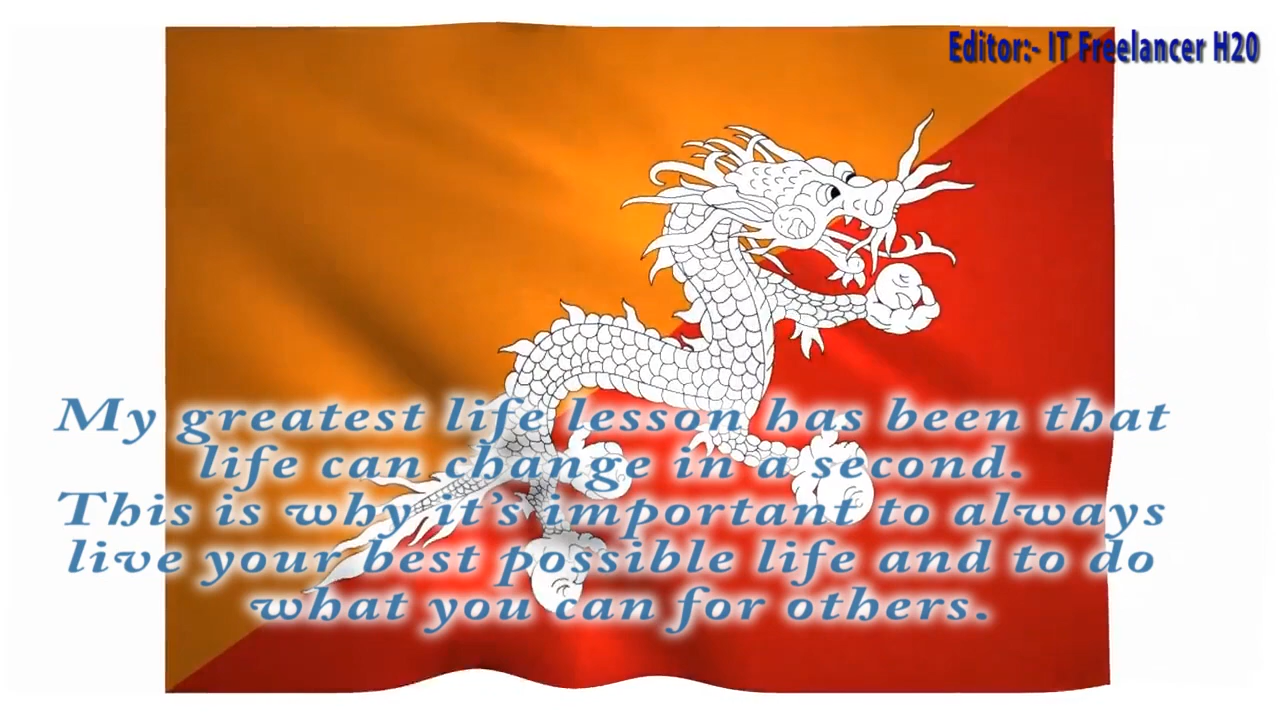 Editor:- IT Freelancer H20
My greatest life lesson has been that
life can change in a second.
This is why it's important to always
live your best possible life and to do
what you can for others.